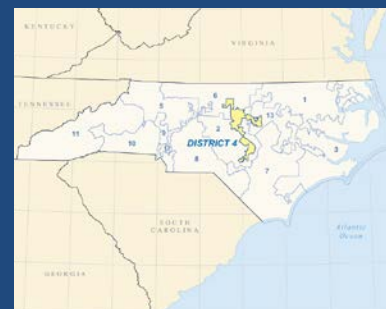 KENTUCKY
VIRGINIA
TENNESSEE
5
6
1
13
2
11
10
9
DISTRICT 4
8
3
7
SOUTH
CAROLINA
GEORGIA
Atlantic
Ocean